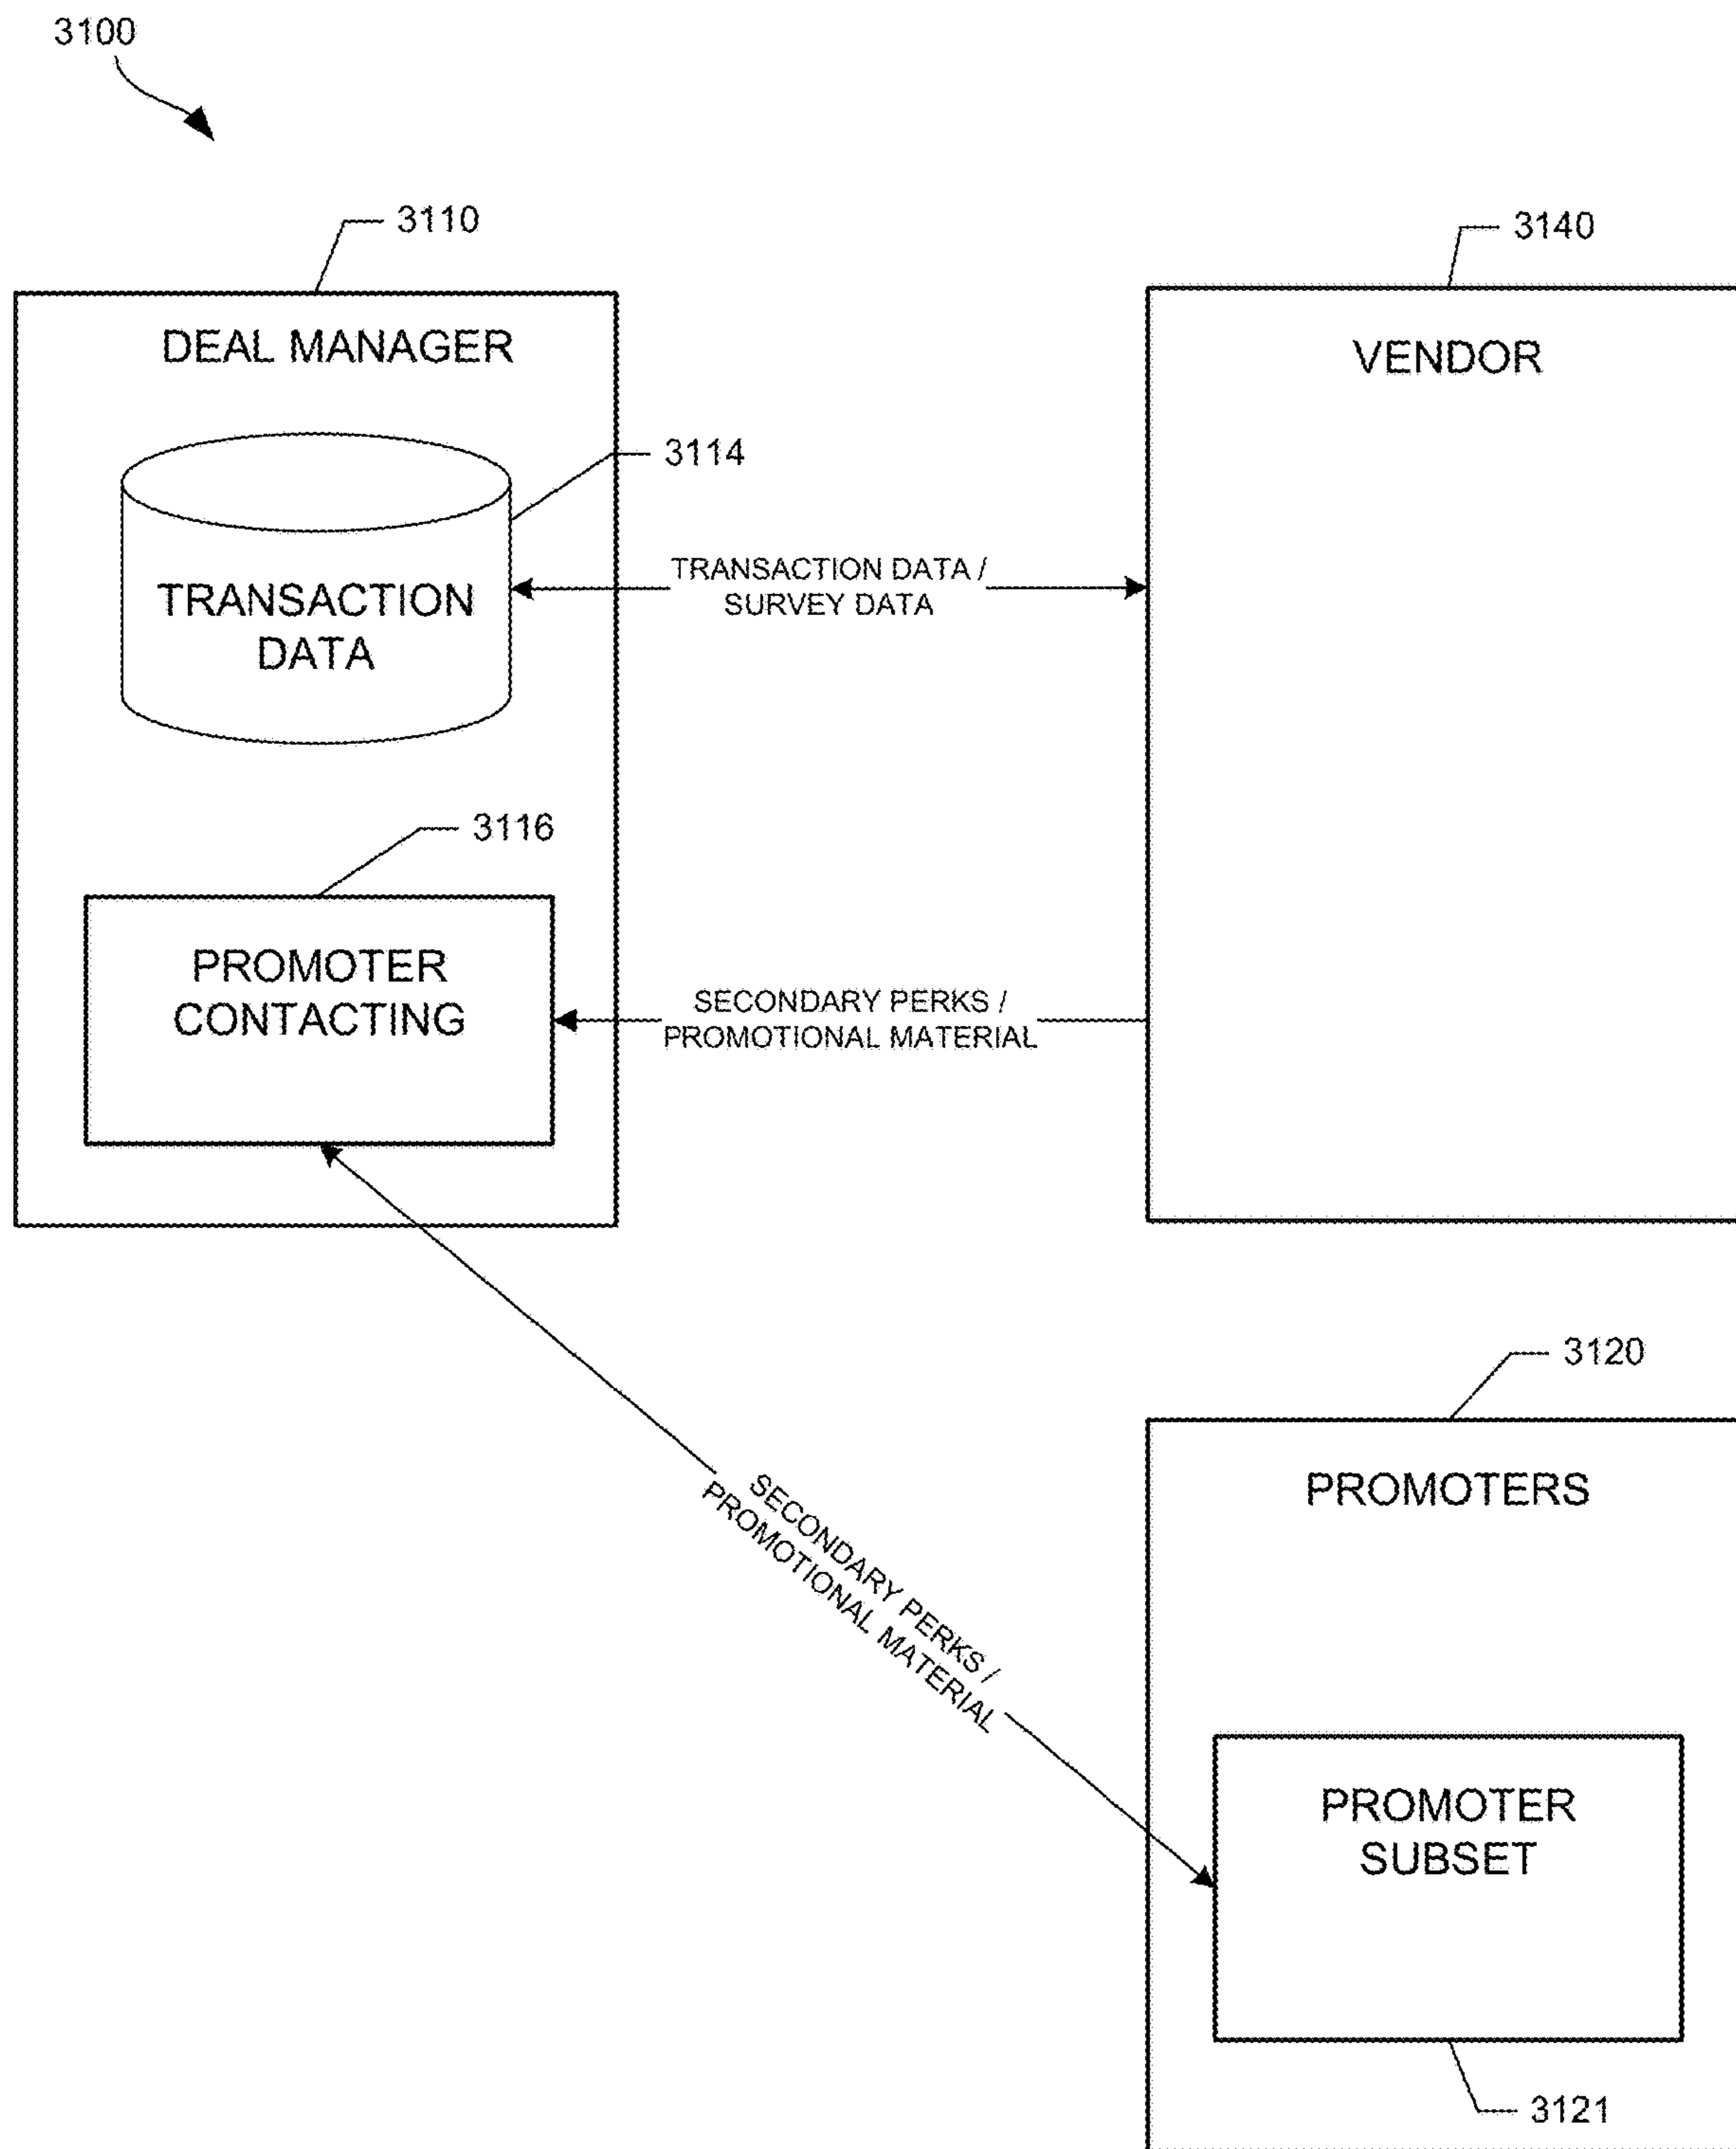 3100
3110
3140
DEAL MANAGER
VENDOR
3114
TRANSACTION DATA /
SURVEY DATA
TRANSACTION
DATA
3116
PROMOTER
CONTACTING
SECONDARY PERKS /
PROMOTIONAL MATERIAL
3120
PROMOTERS
SECONDARY PERKS /
PROMOTIONAL MATERIAL
PROMOTER
SUBSET
3121